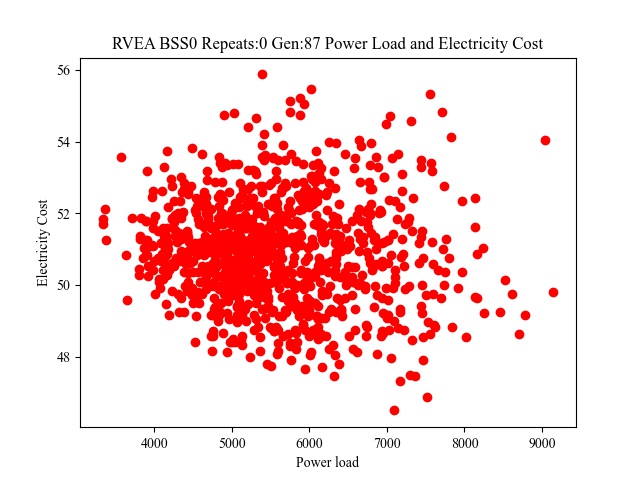 RVEA BSS0 Repeats:0 Gen:87 Power Load and Electricity Cost
56
54
52
50
48
Electricity Cost
4000 5000 6000 7000 8000 9000
Power load